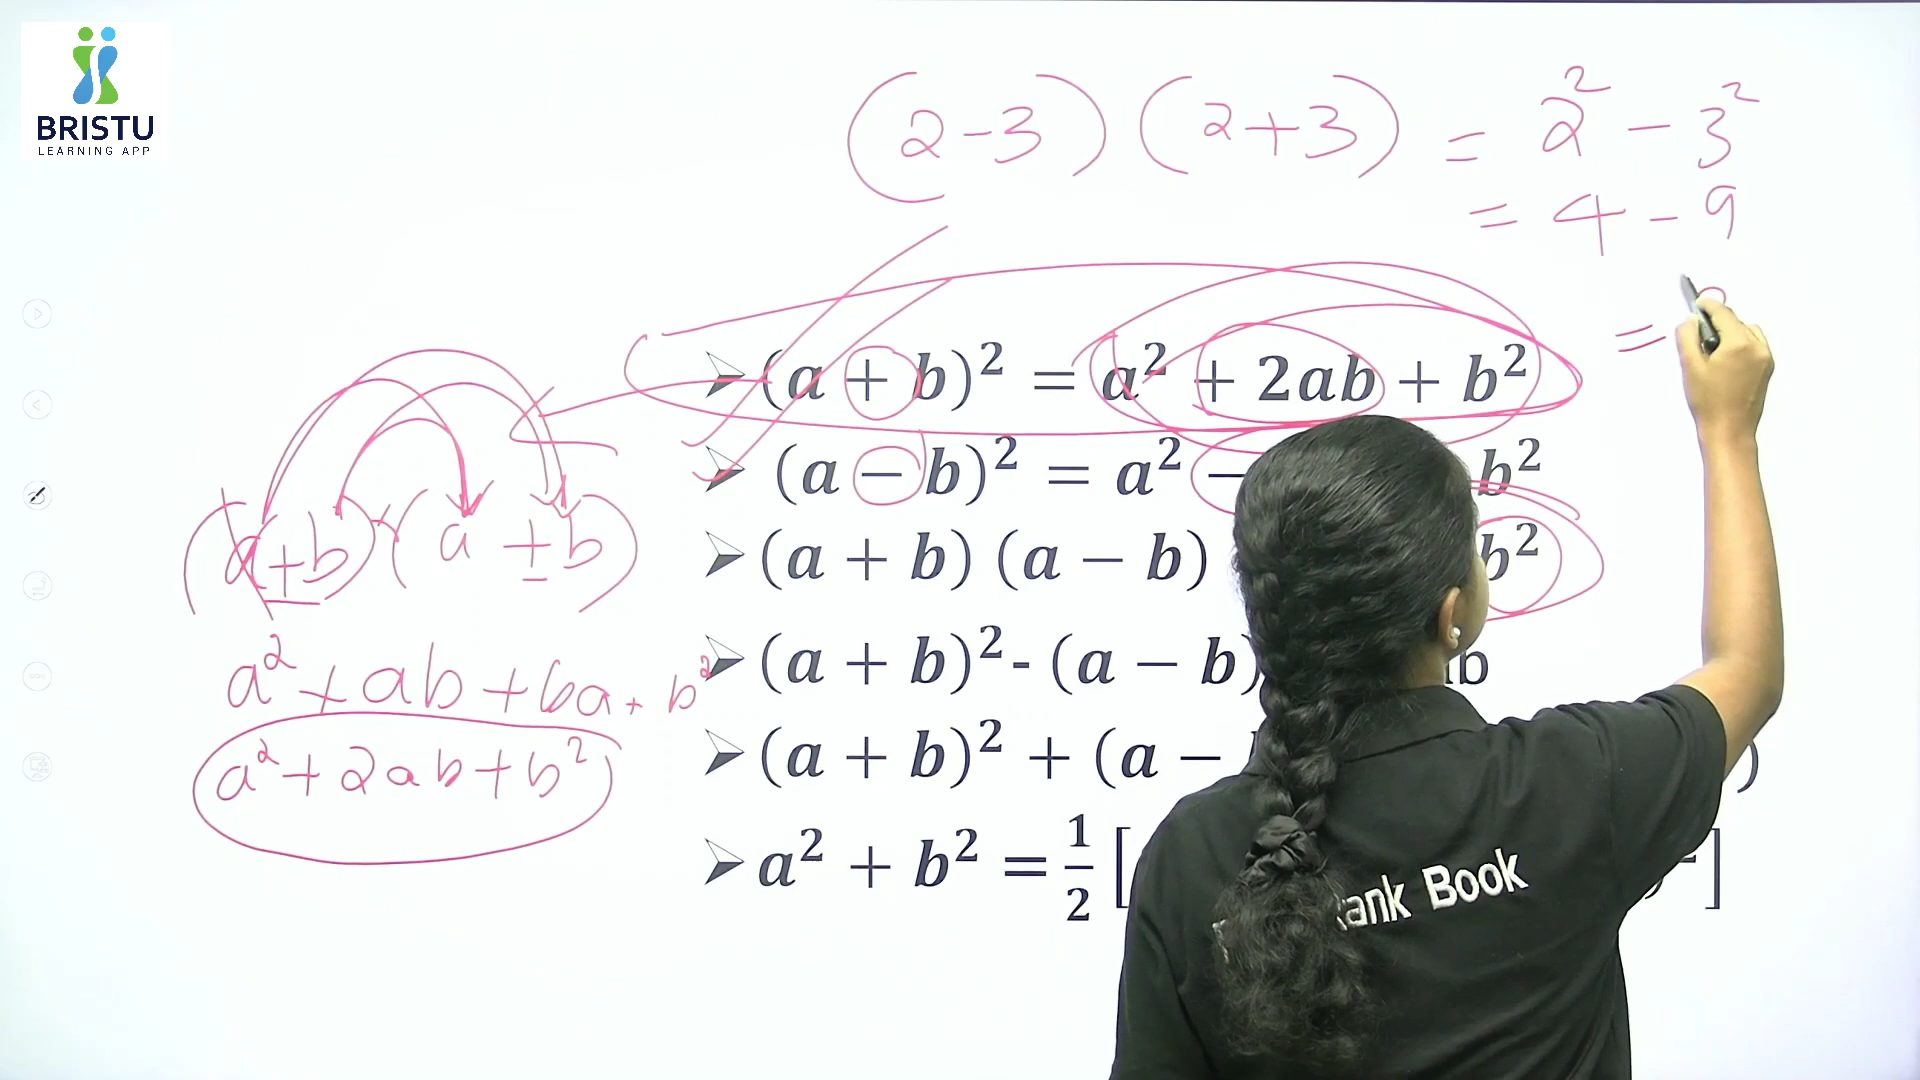 BRISTU
LEARNING APP
(2-3) (2+3) = 2² - 3²
= 4 - 9
=
➢ (a + b)² = a² + 2ab + b²
➢ (a − b)² = a² − b²
➢ (a + b) (a − b) b²
➢ (a + b)² - (a − b) b
➢ (a + b)² + (a − )
➢ a² + b² = 1/2 [ ]
(a+b) (a + b)
a² + ab + ba + b²
a² + 2ab + b²
ank Book